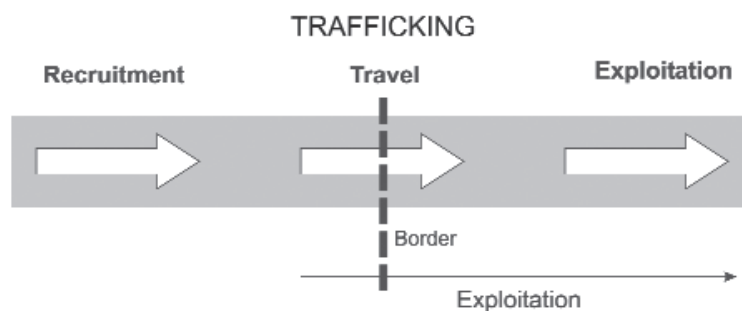 TRAFFICKING
Recruitment Travel Exploitation
Border
Exploitation